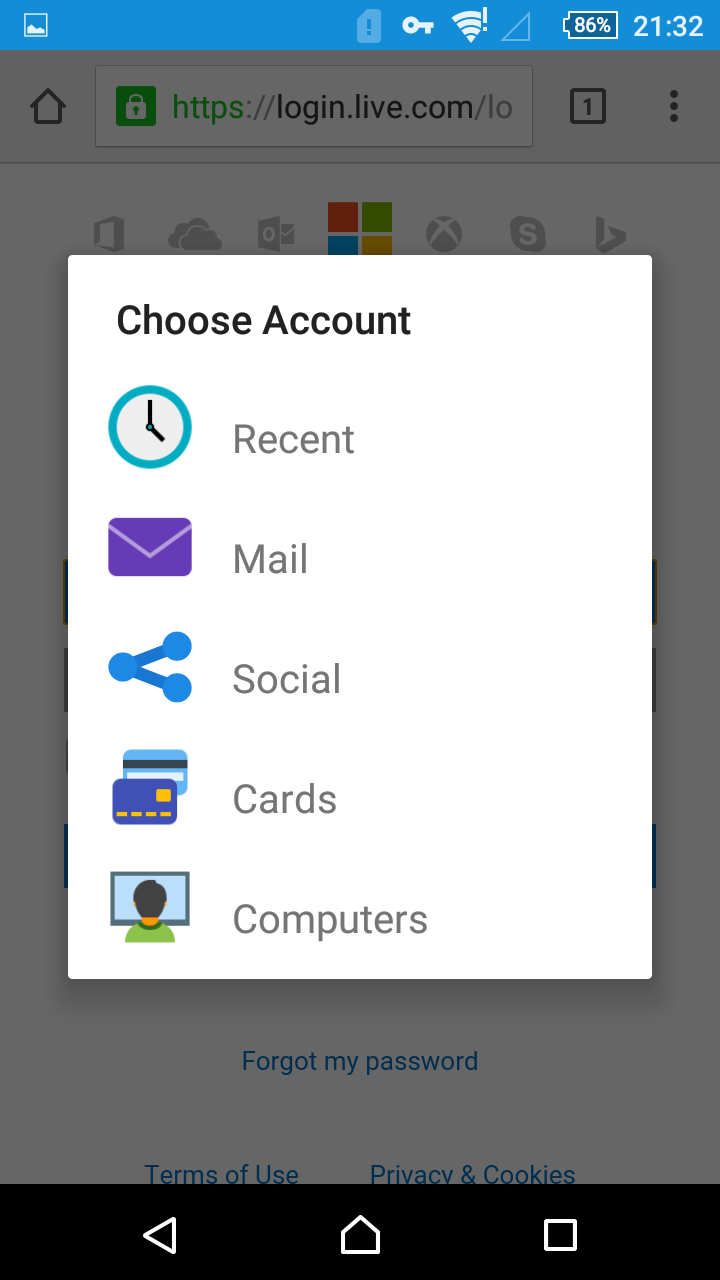 86% 21:32
https://login.live.com/lo
1
Choose Account
Recent
Mail
Social
Cards
Computers
Forgot my password
Terms of Use Privacy & Cookies